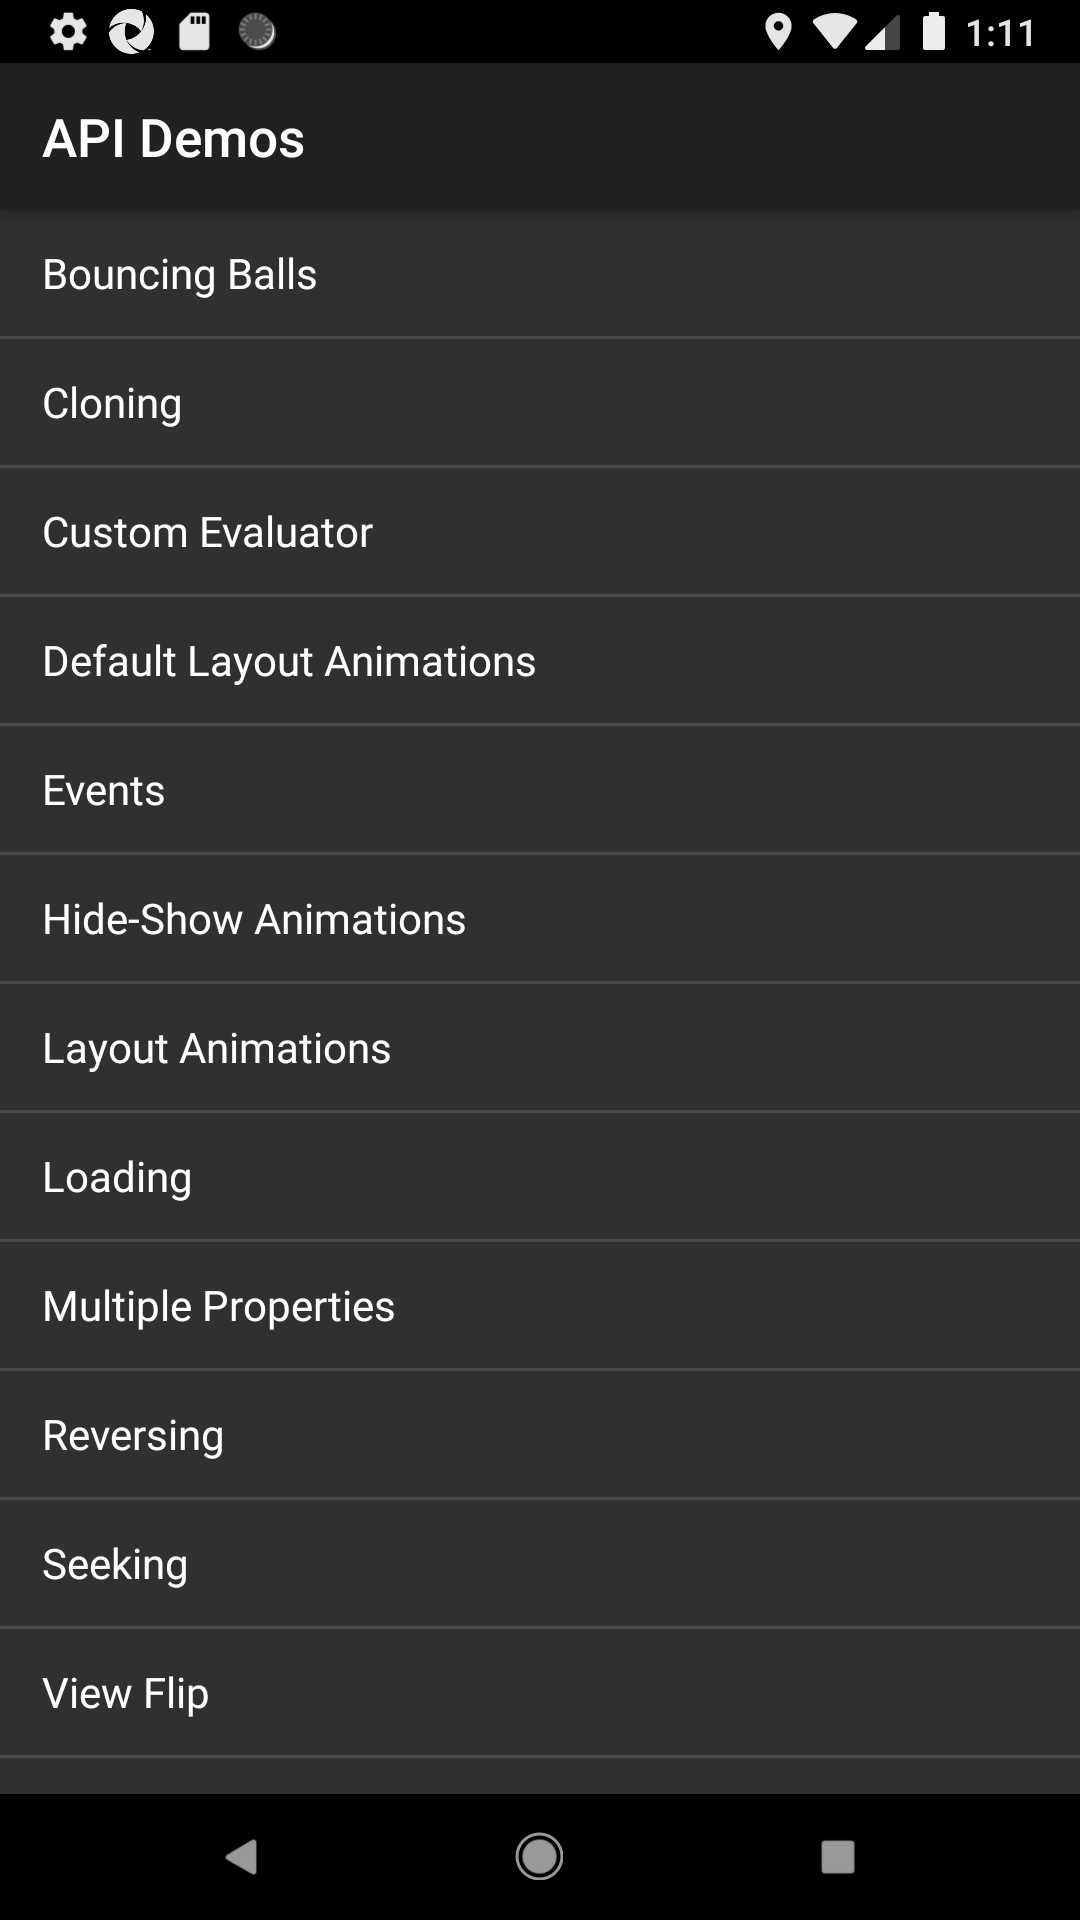 1:11
API Demos
Bouncing Balls
Cloning
Custom Evaluator
Default Layout Animations
Events
Hide-Show Animations
Layout Animations
Loading
Multiple Properties
Reversing
Seeking
View Flip